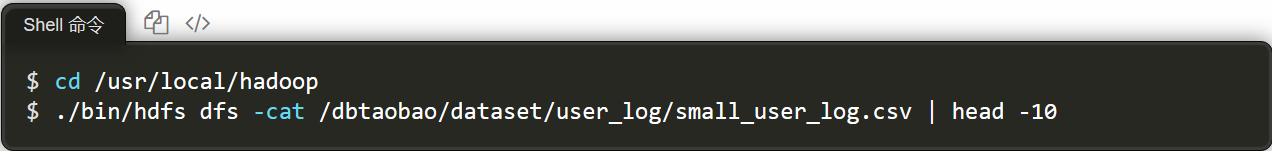 Shell 命令 </>
$ cd /usr/local/hadoop
$ ./bin/hdfs dfs -cat /dbtaobao/dataset/user_log/small_user_log.csv | head -10